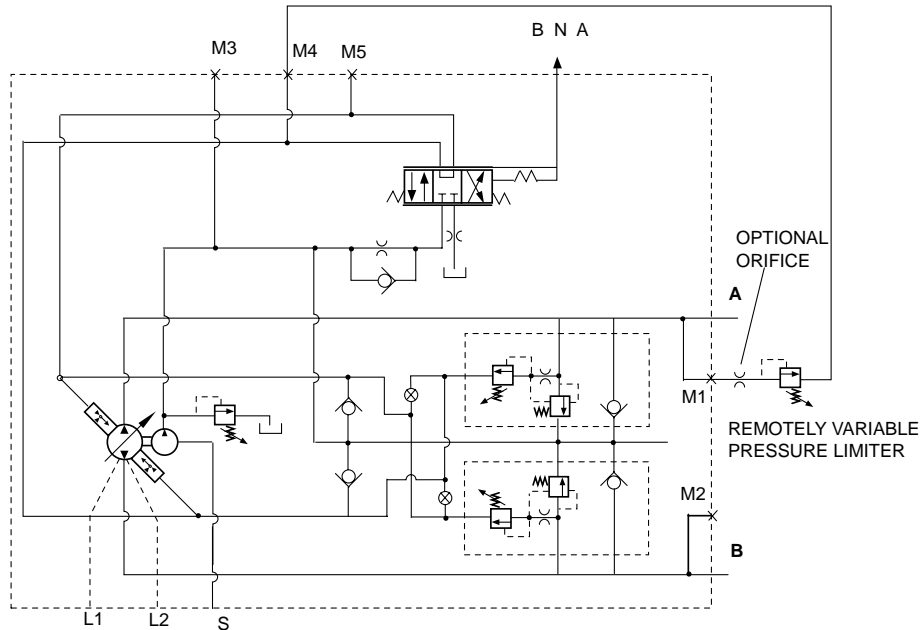 B N A
M3
M4
M5
OPTIONAL
ORIFICE
A
M1
REMOTELY VARIABLE
PRESSURE LIMITER
M2
B
L1
L2
S